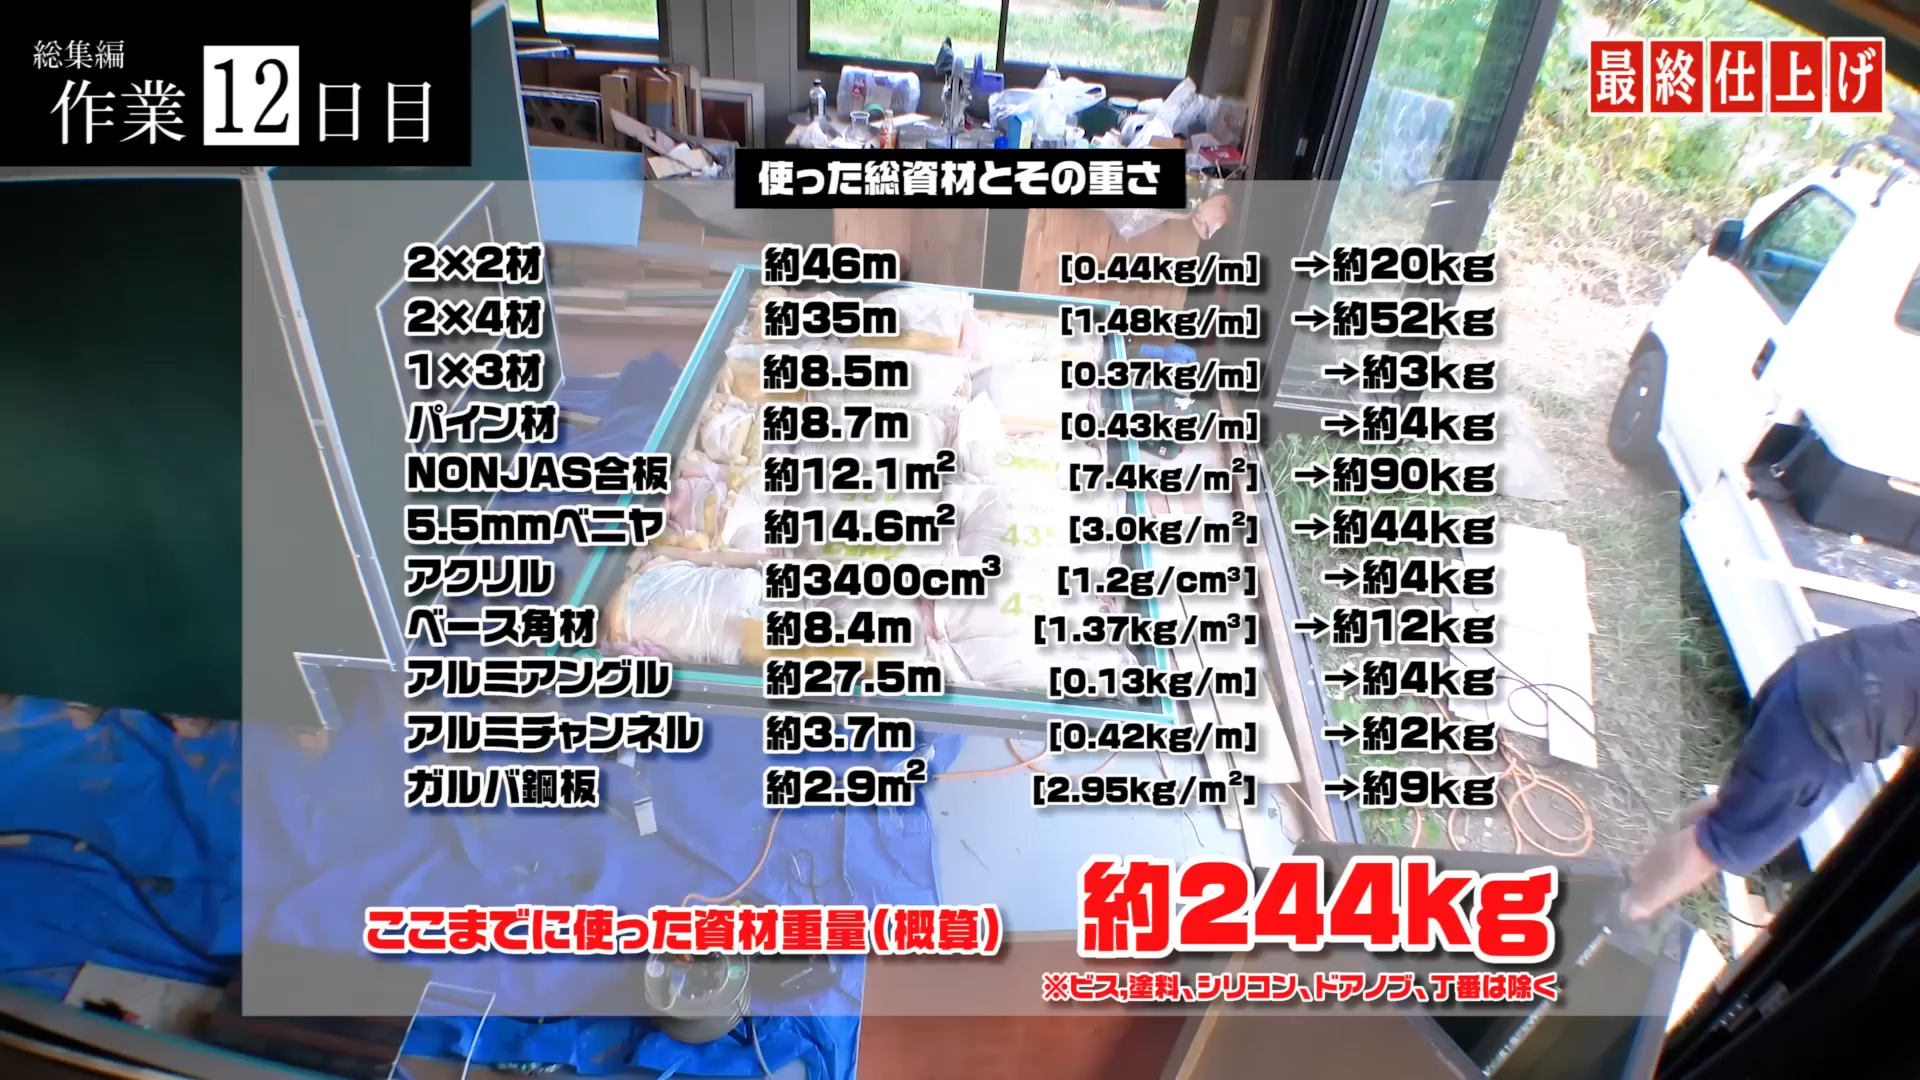 総集編
作業12日目
最終仕上げ
使った総資材とその重さ
2×2材 約46m [0.44kg/m] →約20kg
2×4材 約35m [1.48kg/m] →約52kg
1×3材 約8.5m [0.37kg/m] →約3kg
パイン材 約8.7m [0.43kg/m] →約4kg
NONJAS合板 約12.1m² [7.4kg/m²] →約90kg
5.5mmベニヤ 約14.6m² [3.0kg/m²] →約44kg
アクリル 約3400cm³ [1.2g/cm³] →約4kg
ベース角材 約8.4m [1.37kg/m³] →約12kg
アルミアングル 約27.5m [0.13kg/m] →約4kg
アルミチャンネル 約3.7m [0.42kg/m] →約2kg
ガルバ鋼板 約2.9m² [2.95kg/m²] →約9kg
ここまでに使った資材重量(概算) 約244kg
※ビス,塗料、シリコン、ドアノブ、丁番は除く